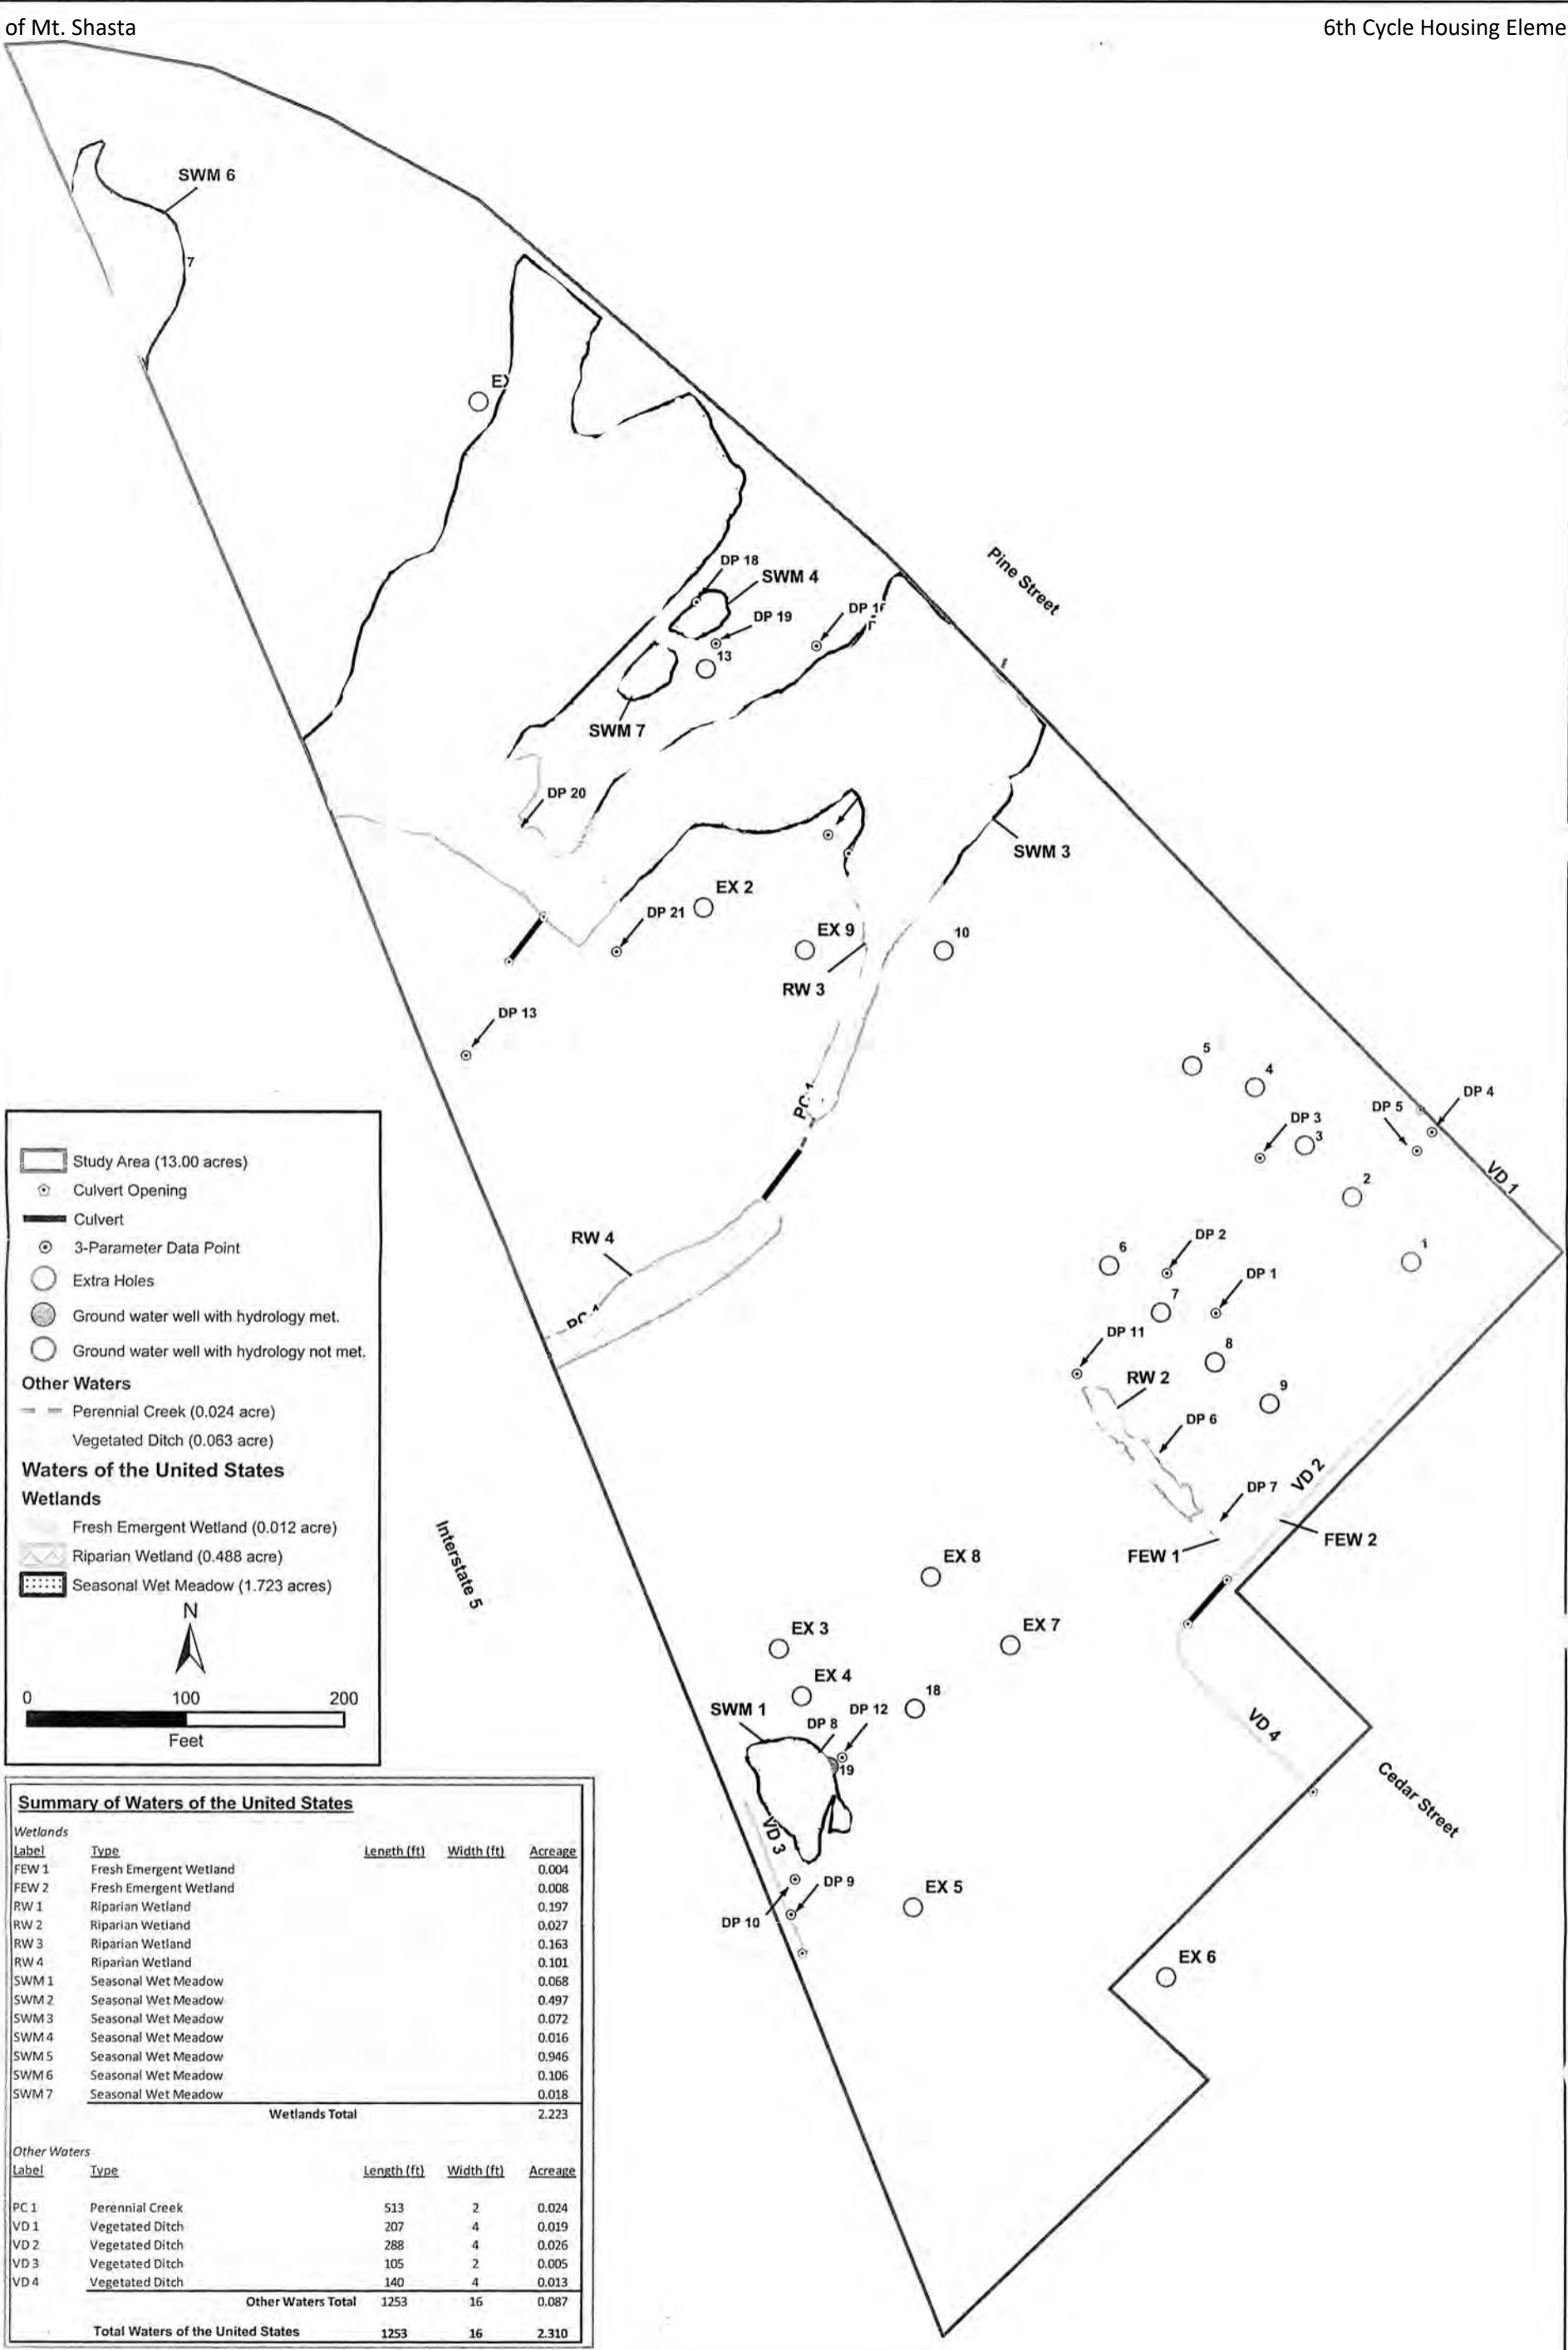 of Mt. Shasta
6th Cycle Housing Eleme
SWM 6
7
EX
Pine Street
DP 18
SWM 4
DP 19
DP 16
13
SWM 7
DP 20
SWM 3
EX 2
DP 21
EX 9
10
RW 3
DP 13
PC 1
5
4
DP 4
DP 5
DP 3
3
2
VD 1
RW 4
6
DP 2
1
DP 1
7
DP 11
8
RW 2
9
DP 6
VD 2
DP 7
FEW 2
FEW 1
Interstate 5
EX 8
EX 7
EX 3
EX 4
18
SWM 1
DP 12
DP 8
19
VD 4
Cedar Street
VD 3
DP 9
EX 5
DP 10
EX 6
Study Area (13.00 acres)
Culvert Opening
Culvert
3-Parameter Data Point
Extra Holes
Ground water well with hydrology met.
Ground water well with hydrology not met.
Other Waters
Perennial Creek (0.024 acre)
Vegetated Ditch (0.063 acre)
Waters of the United States
Wetlands
Fresh Emergent Wetland (0.012 acre)
Riparian Wetland (0.488 acre)
Seasonal Wet Meadow (1.723 acres)
N
0 100 200
Feet
Summary of Waters of the United States
Wetlands
Label Type Length (ft) Width (ft) Acreage
FEW 1 Fresh Emergent Wetland 0.004
FEW 2 Fresh Emergent Wetland 0.008
RW 1 Riparian Wetland 0.197
RW 2 Riparian Wetland 0.027
RW 3 Riparian Wetland 0.163
RW 4 Riparian Wetland 0.101
SWM 1 Seasonal Wet Meadow 0.068
SWM 2 Seasonal Wet Meadow 0.497
SWM 3 Seasonal Wet Meadow 0.072
SWM 4 Seasonal Wet Meadow 0.016
SWM 5 Seasonal Wet Meadow 0.946
SWM 6 Seasonal Wet Meadow 0.106
SWM 7 Seasonal Wet Meadow 0.018
Wetlands Total 2.223
Other Waters
Label Type Length (ft) Width (ft) Acreage
PC 1 Perennial Creek 513 2 0.024
VD 1 Vegetated Ditch 207 4 0.019
VD 2 Vegetated Ditch 288 4 0.026
VD 3 Vegetated Ditch 105 2 0.005
VD 4 Vegetated Ditch 140 4 0.013
Other Waters Total 1253 16 0.087
Total Waters of the United States 1253 16 2.310